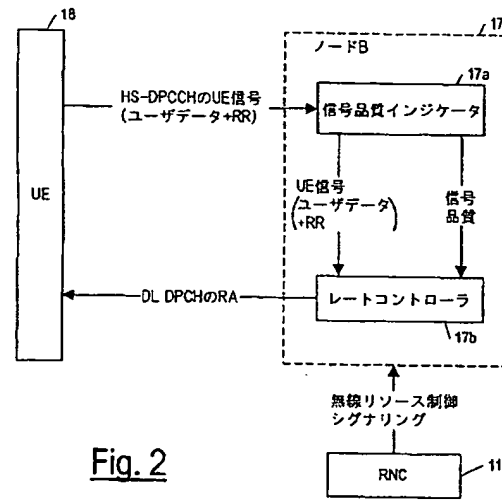 18
17
ノードB
17a
HS-DPCCHのUE信号
(ユーザデータ+RR)
信号品質インジケータ
UE
UE信号
(ユーザデータ
+RR)
信号
品質
DL DPCHのRA
レートコントローラ
17b
無線リソース制御
シグナリング
Fig. 2
RNC
11